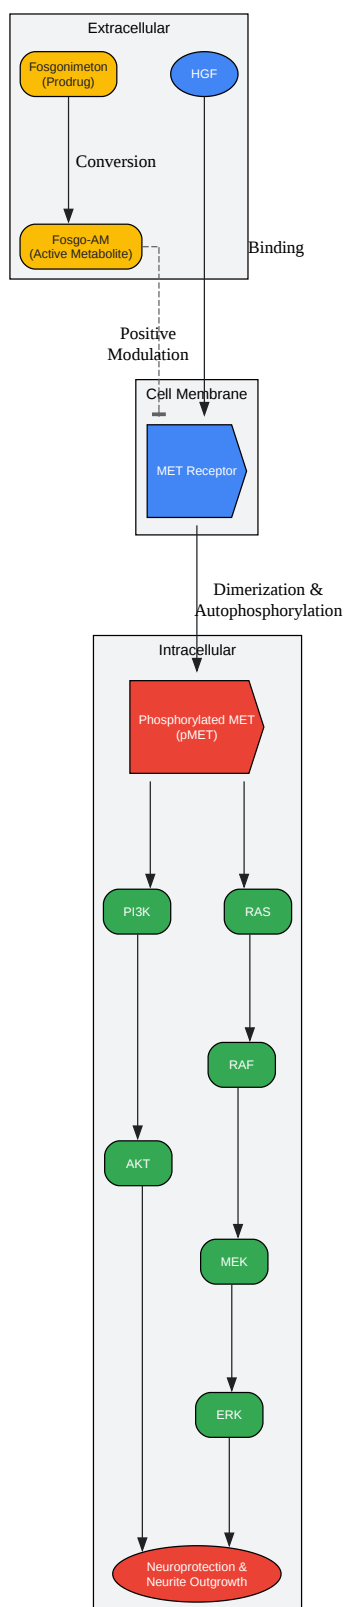 Extracellular
Fosgonimeton
(Prodrug)
HGF
Conversion
Fosgo-AM
(Active Metabolite)
Binding
Positive
Modulation
Cell Membrane
MET Receptor
Dimerization &
Autophosphorylation
Intracellular
Phosphorylated MET
(pMET)
PI3K
RAS
RAF
AKT
MEK
ERK
Neuroprotection &
Neurite Outgrowth